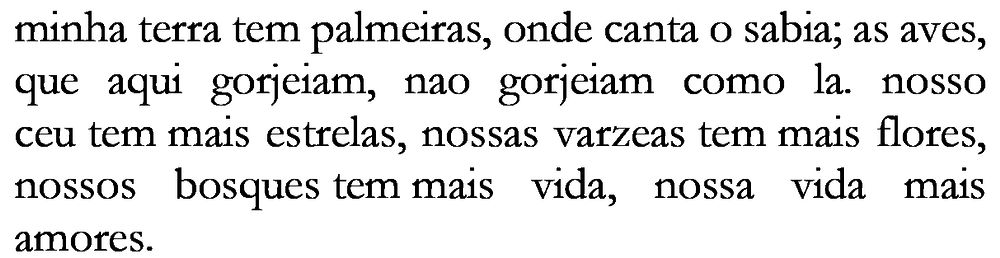 minha terra tem palmeiras, onde canta o sabia; as aves,
que aqui gorjeiam, nao gorjeiam como la. nosso
ceu tem mais estrelas, nossas varzeas tem mais flores,
nossos bosques tem mais vida, nossa vida mais
amores.